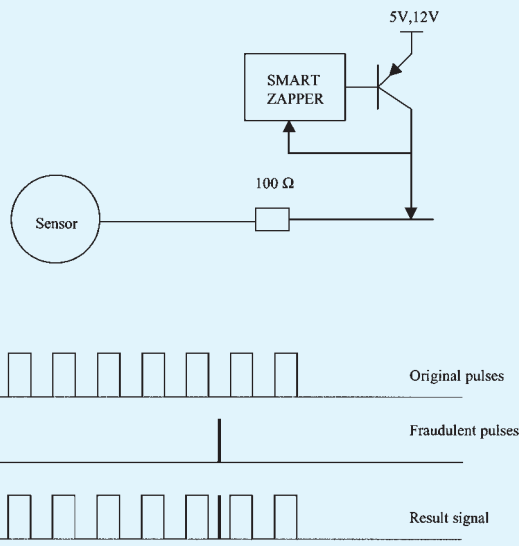 5V,12V
SMART
ZAPPER
100 Ω
Sensor
Original pulses
Fraudulent pulses
Result signal